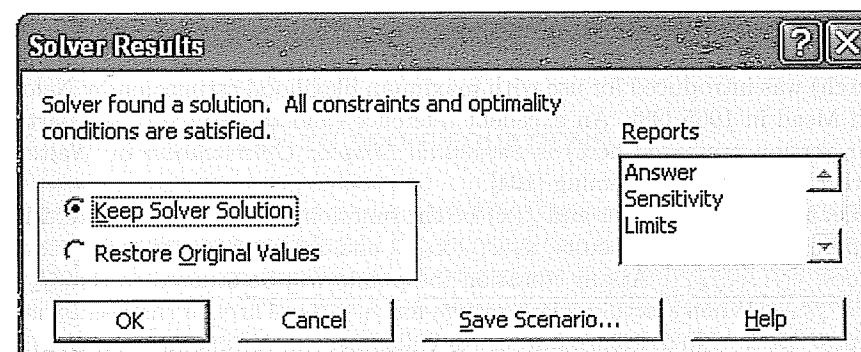 Solver Results
Solver found a solution. All constraints and optimality
conditions are satisfied.
Reports
Answer
Sensitivity
Limits
Keep Solver Solution
Restore Original Values
OK
Cancel
Save Scenario...
Help